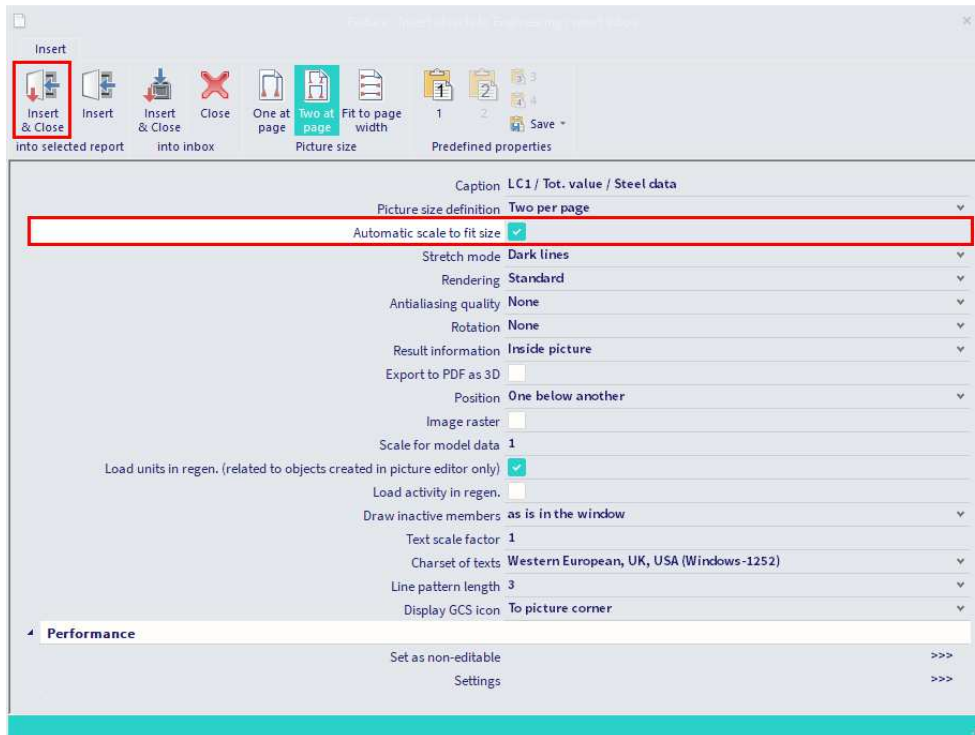 Insert
Insert & Close
Insert
Insert & Close
Close
One at page
Two at page
Fit to page width
1
2
3
4
Save
into selected report
into inbox
Picture size
Predefined properties
Caption LC1 / Tot. value / Steel data
Picture size definition Two per page
Automatic scale to fit size
Stretch mode Dark lines
Rendering Standard
Antialiasing quality None
Rotation None
Result information Inside picture
Export to PDF as 3D
Position One below another
Image raster
Scale for model data 1
Load units in regen. (related to objects created in picture editor only)
Load activity in regen.
Draw inactive members as is in the window
Text scale factor 1
Charset of texts Western European, UK, USA (Windows-1252)
Line pattern length 3
Display GCS icon To picture corner
Performance
Set as non-editable >>>
Settings >>>